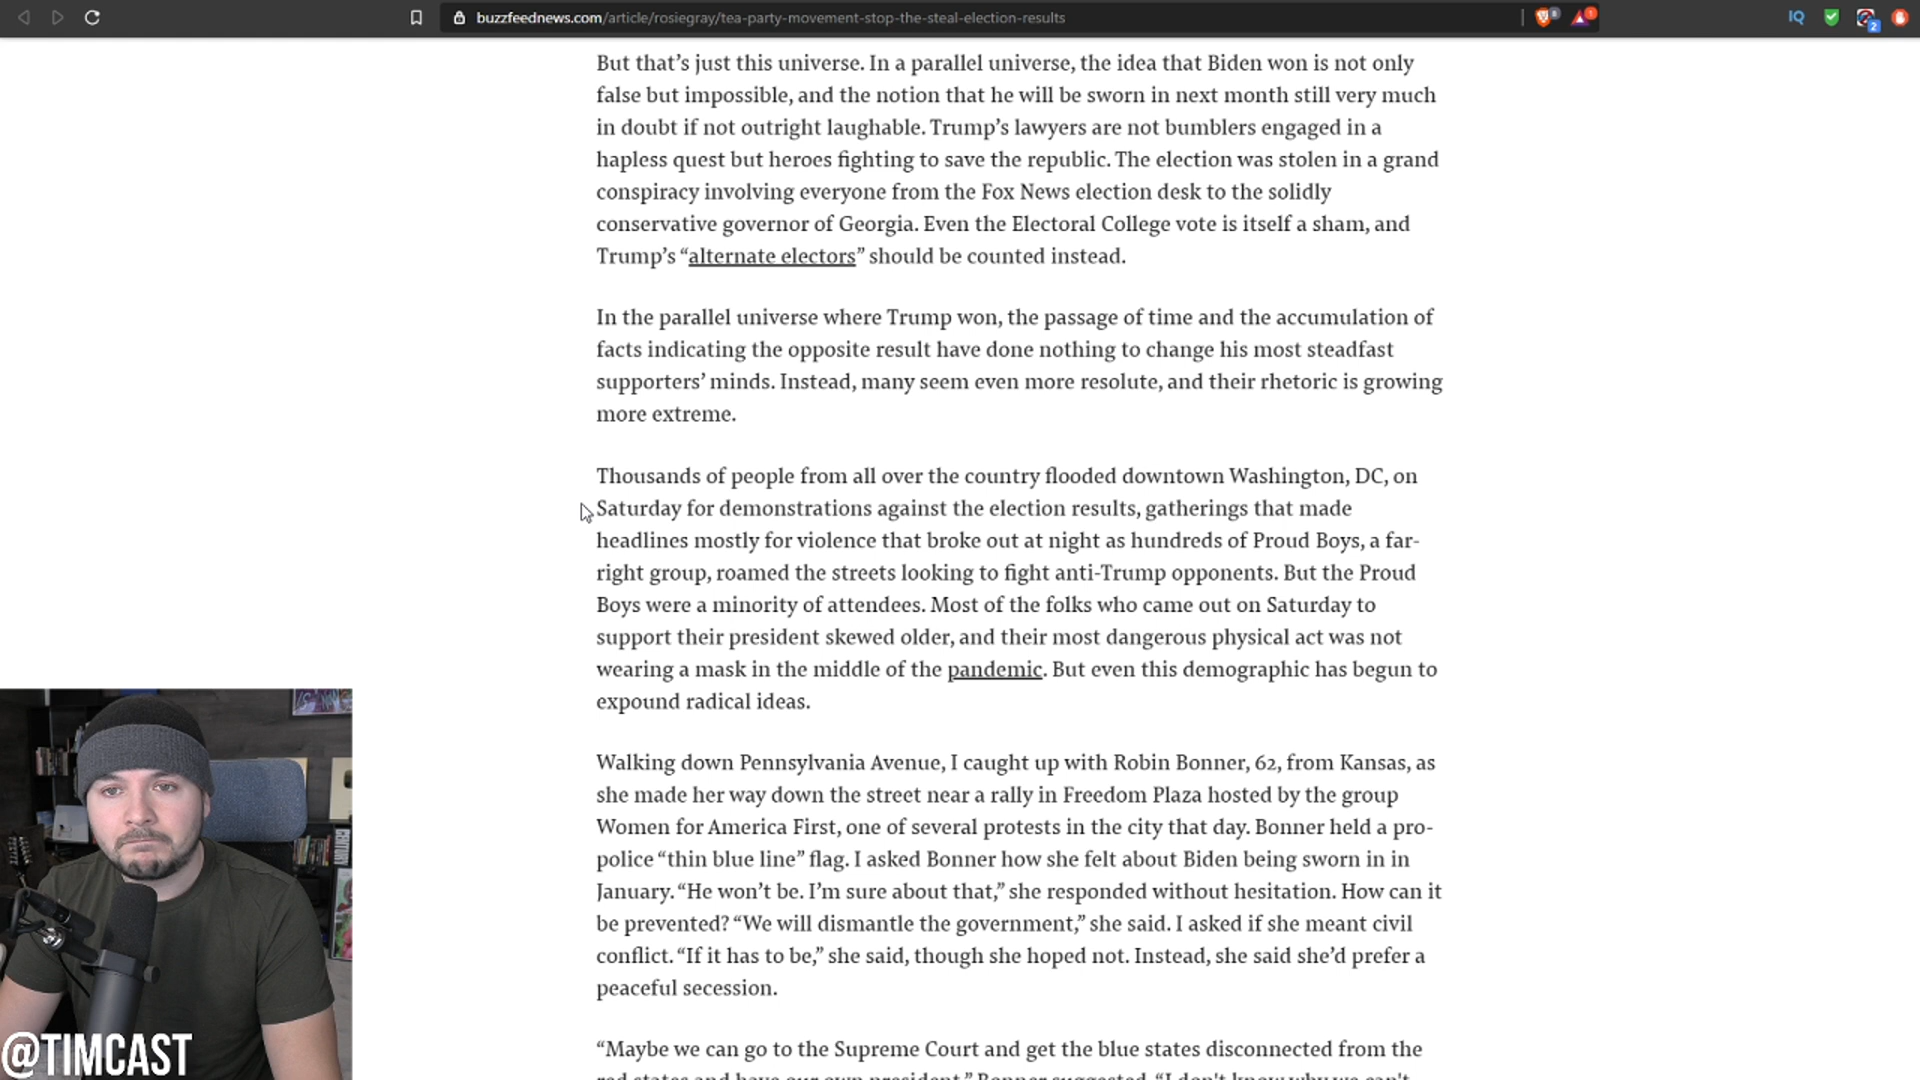 buzzfeednews.com/article/rosiegray/tea-party-movement-stop-the-steal-election-results
IQ
2
But that’s just this universe. In a parallel universe, the idea that Biden won is not only
false but impossible, and the notion that he will be sworn in next month still very much
in doubt if not outright laughable. Trump’s lawyers are not bumblers engaged in a
hapless quest but heroes fighting to save the republic. The election was stolen in a grand
conspiracy involving everyone from the Fox News election desk to the solidly
conservative governor of Georgia. Even the Electoral College vote is itself a sham, and
Trump’s “alternate electors” should be counted instead.
In the parallel universe where Trump won, the passage of time and the accumulation of
facts indicating the opposite result have done nothing to change his most steadfast
supporters’ minds. Instead, many seem even more resolute, and their rhetoric is growing
more extreme.
Thousands of people from all over the country flooded downtown Washington, DC, on
Saturday for demonstrations against the election results, gatherings that made
headlines mostly for violence that broke out at night as hundreds of Proud Boys, a far-
right group, roamed the streets looking to fight anti-Trump opponents. But the Proud
Boys were a minority of attendees. Most of the folks who came out on Saturday to
support their president skewed older, and their most dangerous physical act was not
wearing a mask in the middle of the pandemic. But even this demographic has begun to
expound radical ideas.
Walking down Pennsylvania Avenue, I caught up with Robin Bonner, 62, from Kansas, as
she made her way down the street near a rally in Freedom Plaza hosted by the group
Women for America First, one of several protests in the city that day. Bonner held a pro-
police “thin blue line” flag. I asked Bonner how she felt about Biden being sworn in in
January. “He won’t be. I’m sure about that,” she responded without hesitation. How can it
be prevented? “We will dismantle the government,” she said. I asked if she meant civil
conflict. “If it has to be,” she said, though she hoped not. Instead, she said she’d prefer a
peaceful secession.
“Maybe we can go to the Supreme Court and get the blue states disconnected from the
red states and have our own president,” Bonner suggested. “I don't know why we can't
@TIMCAST